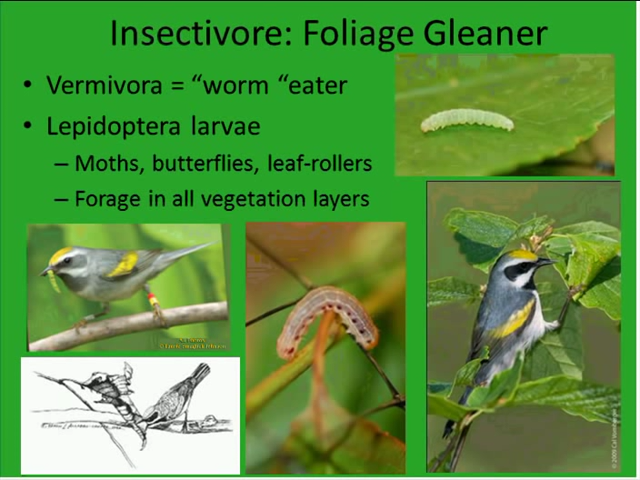 Insectivore: Foliage Gleaner
• Vermivora = “worm “eater
• Lepidoptera larvae
– Moths, butterflies, leaf-rollers
– Forage in all vegetation layers